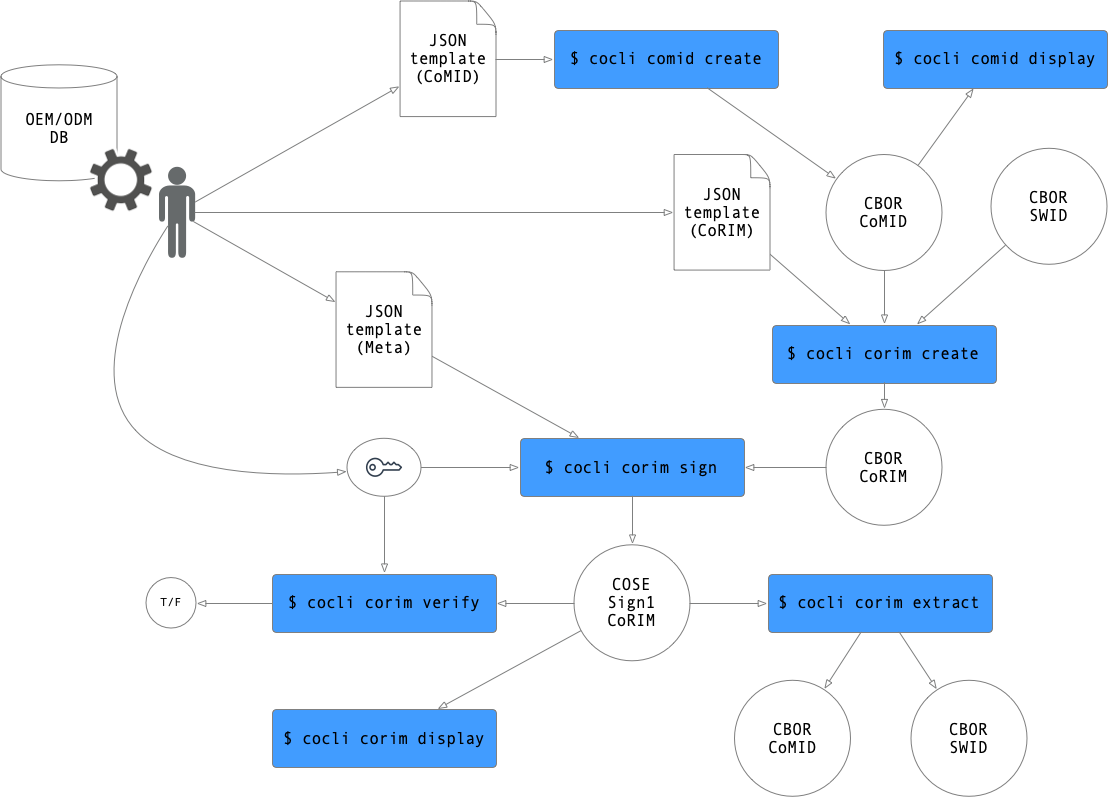 JSON
template
(CoMID)
$ cocli comid create
$ cocli comid display
OEM/ODM
DB
JSON
template
(CoRIM)
CBOR
CoMID
CBOR
SWID
JSON
template
(Meta)
$ cocli corim create
$ cocli corim sign
CBOR
CoRIM
T/F
$ cocli corim verify
COSE
Sign1
CoRIM
$ cocli corim extract
$ cocli corim display
CBOR
CoMID
CBOR
SWID